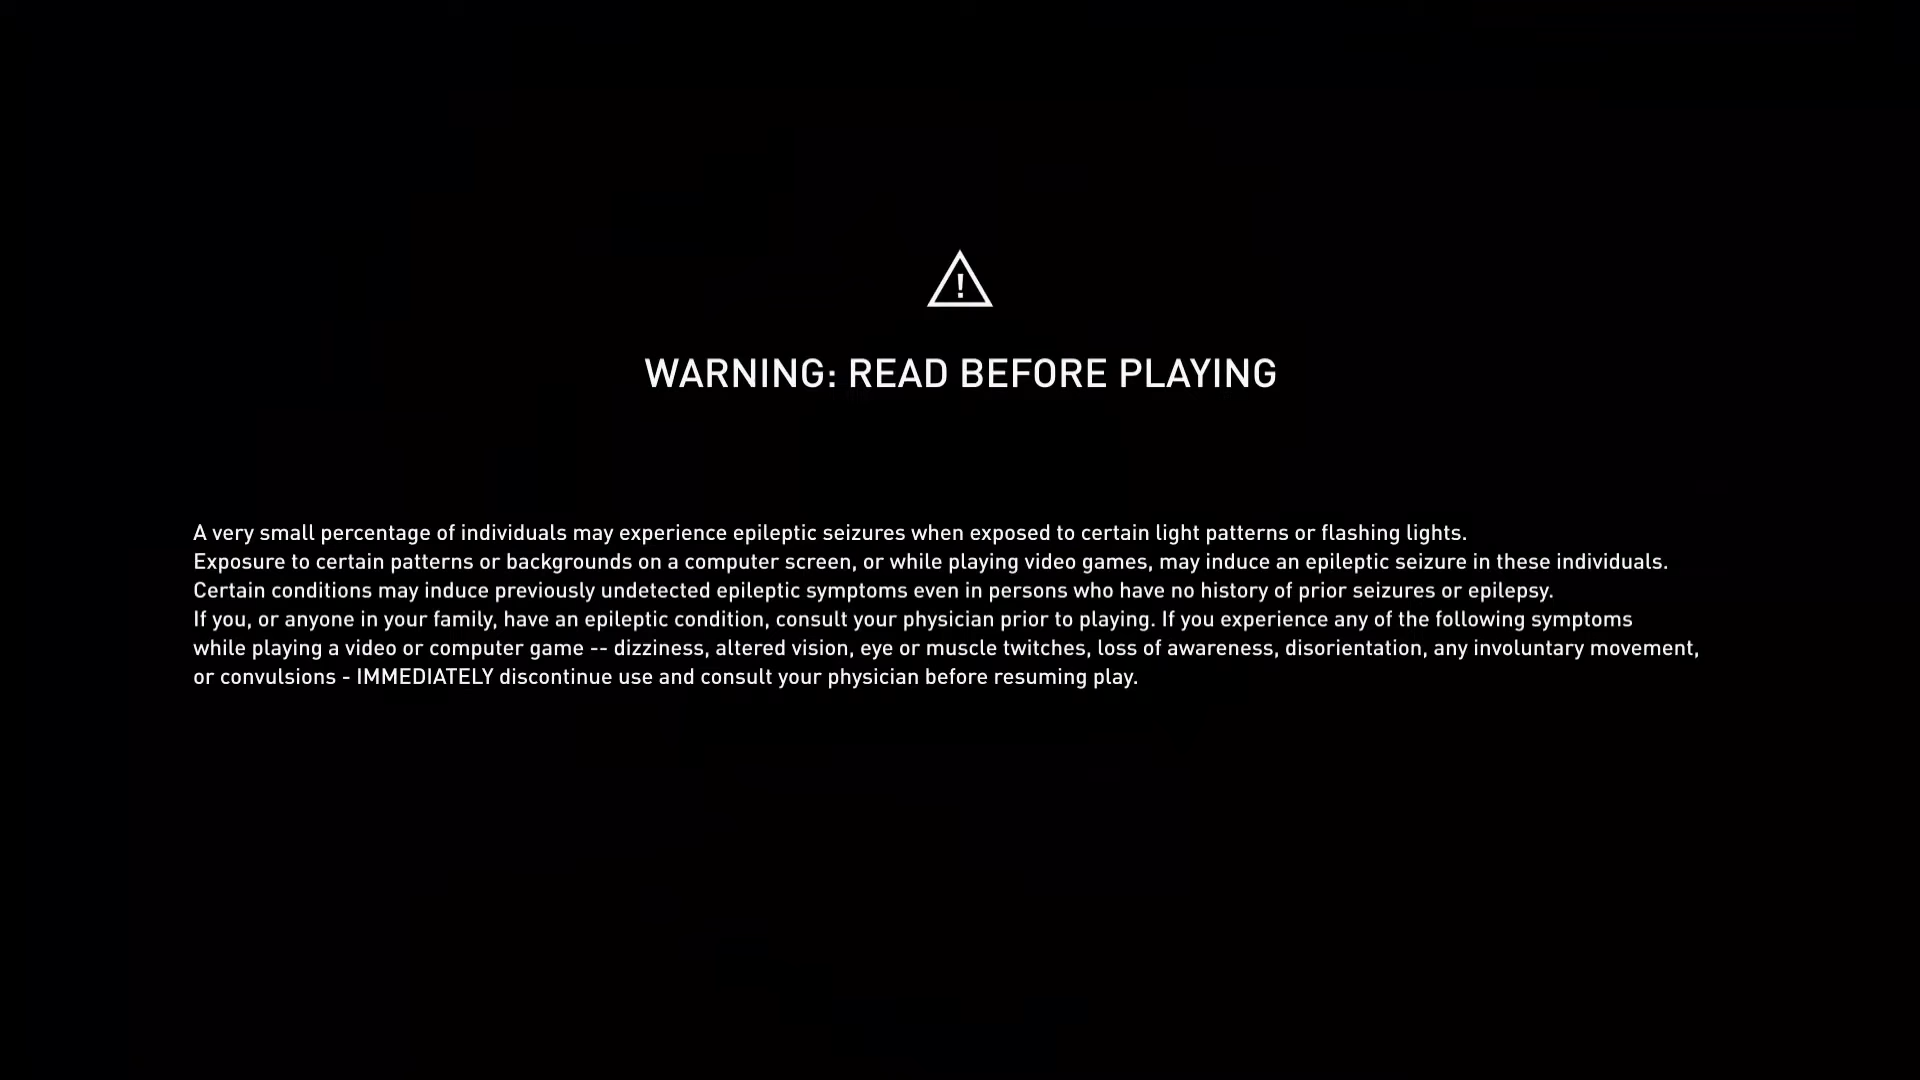 WARNING: READ BEFORE PLAYING
A very small percentage of individuals may experience epileptic seizures when exposed to certain light patterns or flashing lights.
Exposure to certain patterns or backgrounds on a computer screen, or while playing video games, may induce an epileptic seizure in these individuals.
Certain conditions may induce previously undetected epileptic symptoms even in persons who have no history of prior seizures or epilepsy.
If you, or anyone in your family, have an epileptic condition, consult your physician prior to playing. If you experience any of the following symptoms
while playing a video or computer game -- dizziness, altered vision, eye or muscle twitches, loss of awareness, disorientation, any involuntary movement,
or convulsions - IMMEDIATELY discontinue use and consult your physician before resuming play.